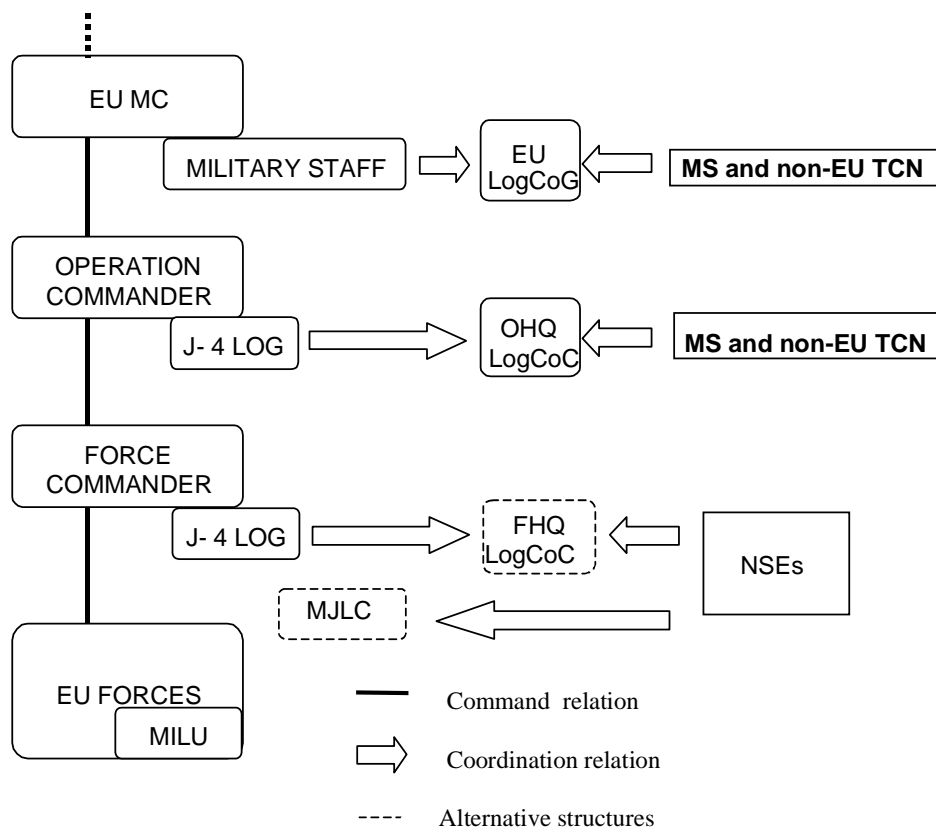 EU MC
MILITARY STAFF
EU
LogCoG
MS and non-EU TCN
OPERATION
COMMANDER
J- 4 LOG
OHQ
LogCoC
MS and non-EU TCN
FORCE
COMMANDER
J- 4 LOG
FHQ
LogCoC
NSEs
MJLC
EU FORCES
MILU
Command relation
Coordination relation
Alternative structures